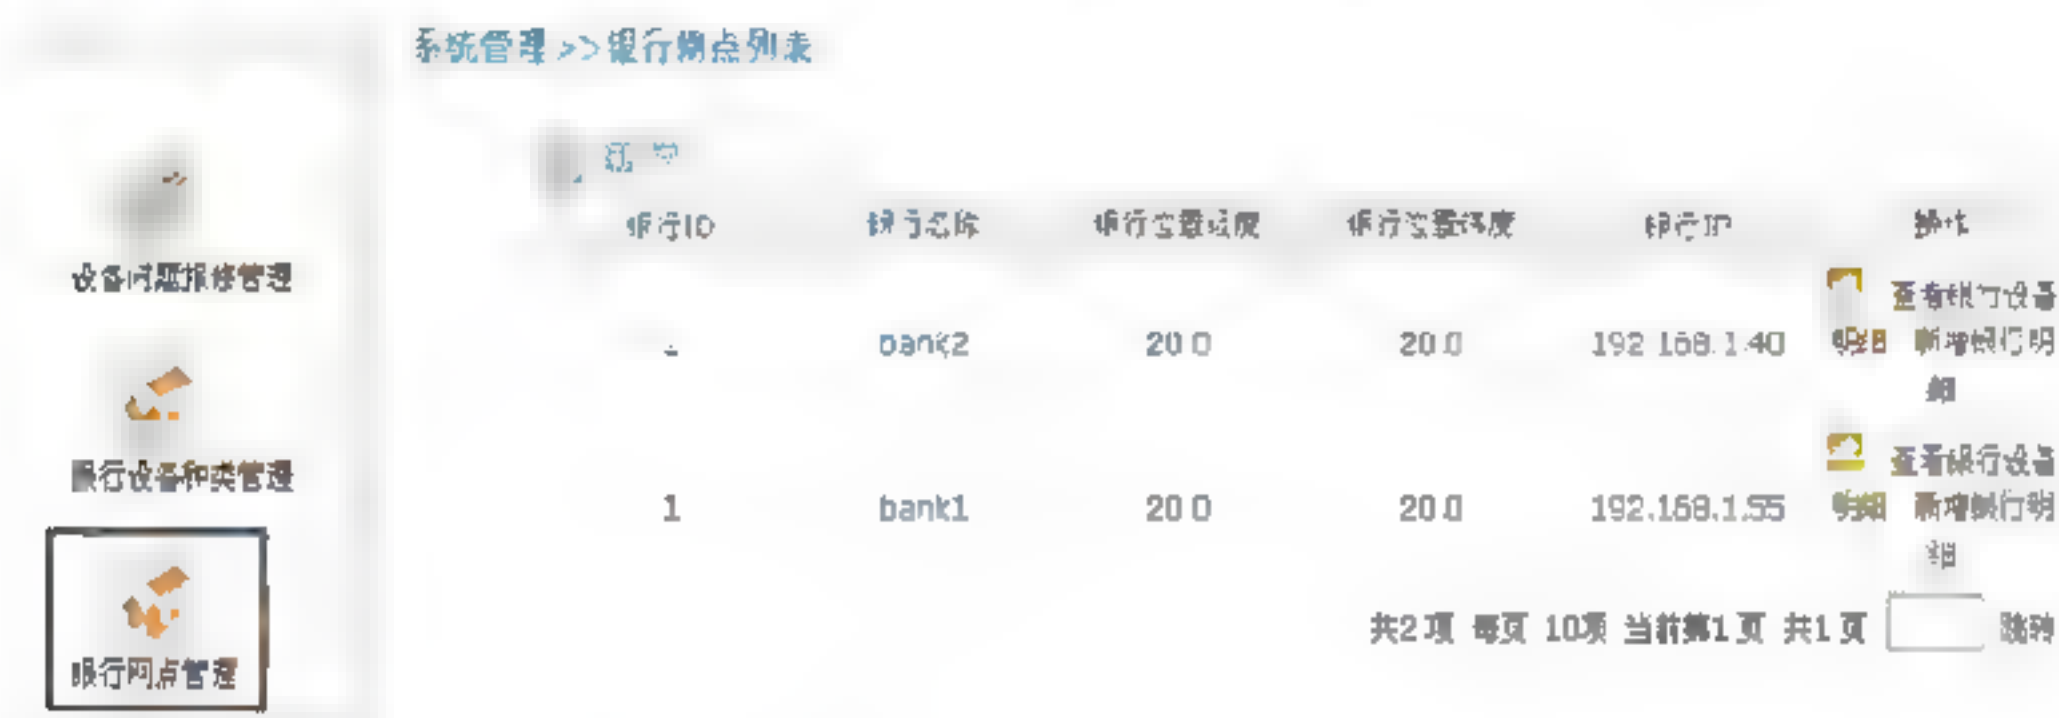 系统管理 >> 银行网点列表
设备问题报修管理
银行设备种类管理
银行网点管理
银行ID 银行名称 银行位置经度 银行位置纬度 银行IP 操作
bank2 20.0 20.0 192.168.1.40 查看银行设备明细 新增银行明细
1 bank1 20.0 20.0 192.168.1.55 查看银行设备明细 新增银行明细
共2项 每页 10项 当前第1页 共1页 跳转